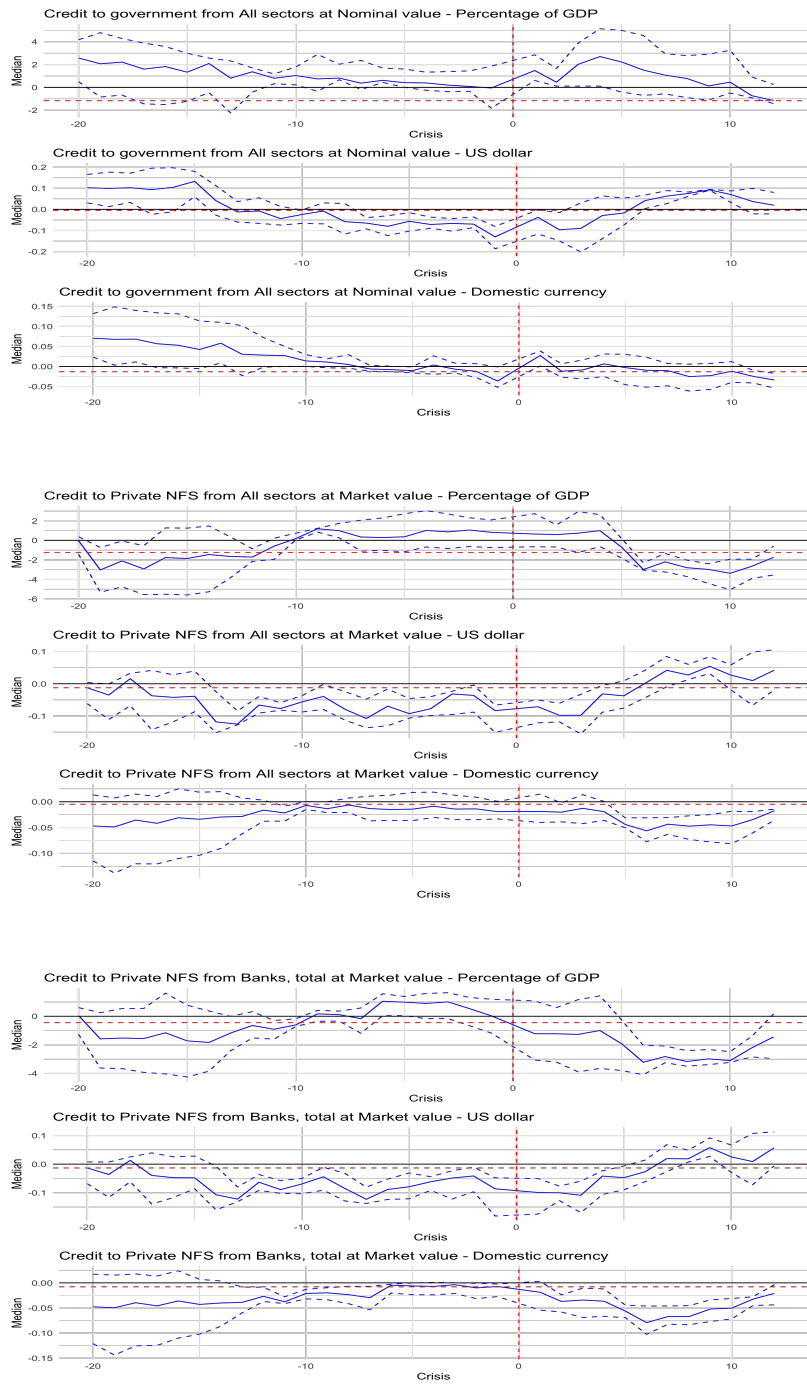 Credit to government from All sectors at Nominal value - Percentage of GDP
Median
4
2
0
-2
-20
-10
0
10
Crisis
Credit to government from All sectors at Nominal value - US dollar
Median
0.2
0.1
0.0
-0.1
-0.2
-20
-10
0
10
Crisis
Credit to government from All sectors at Nominal value - Domestic currency
Median
0.15
0.10
0.05
0.00
-0.05
-20
-10
0
10
Crisis
Credit to Private NFS from All sectors at Market value - Percentage of GDP
Median
2
0
-2
-4
-6
-20
-10
0
10
Crisis
Credit to Private NFS from All sectors at Market value - US dollar
Median
0.1
0.0
-0.1
-20
-10
0
10
Crisis
Credit to Private NFS from All sectors at Market value - Domestic currency
Median
0.00
-0.05
-0.10
-20
-10
0
10
Crisis
Credit to Private NFS from Banks, total at Market value - Percentage of GDP
Median
0
-2
-4
-20
-10
0
10
Crisis
Credit to Private NFS from Banks, total at Market value - US dollar
Median
0.1
0.0
-0.1
-20
-10
0
10
Crisis
Credit to Private NFS from Banks, total at Market value - Domestic currency
Median
0.00
-0.05
-0.10
-0.15
-20
-10
0
10
Crisis